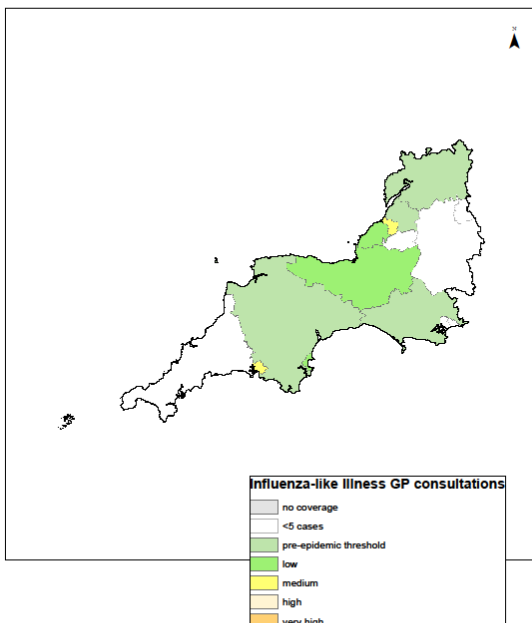 N
Influenza-like Illness GP consultations
no coverage
<5 cases
pre-epidemic threshold
low
medium
high
very high